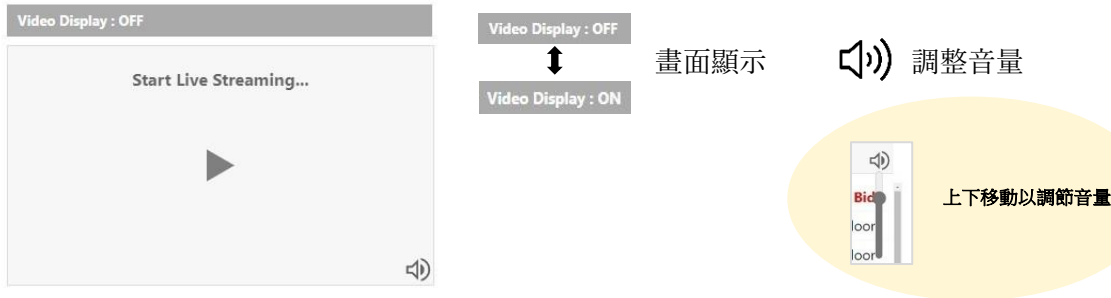 Video Display : OFF
Start Live Streaming...
Video Display : OFF
Video Display : ON
畫面顯示
調整音量
Bid
loor
loor
上下移動以調節音量